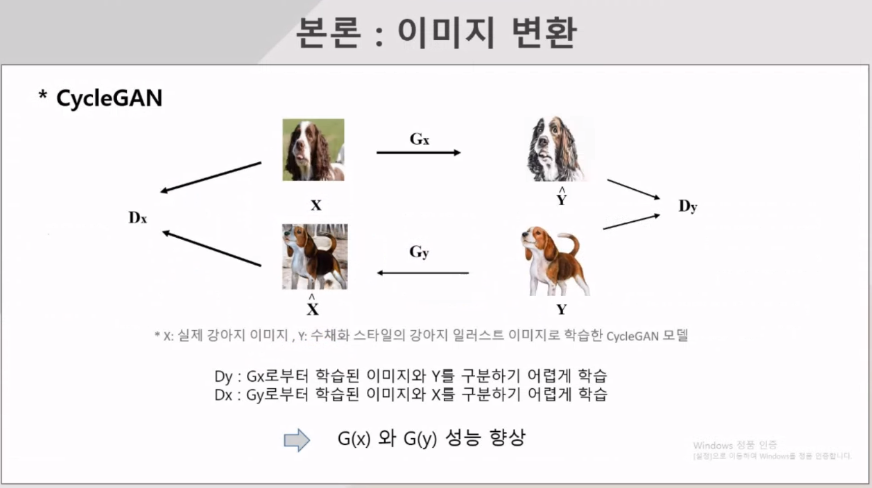 본론 : 이미지 변환
* CycleGAN
Gx
X
^
Y
Dx
Dy
Gy
^
X
Y
* X: 실제 강아지 이미지 , Y: 수채화 스타일의 강아지 일러스트 이미지로 학습한 CycleGAN 모델
Dy : Gx로부터 학습된 이미지와 Y를 구분하기 어렵게 학습
Dx : Gy로부터 학습된 이미지와 X를 구분하기 어렵게 학습
G(x) 와 G(y) 성능 향상
Windows 정품 인증
[설정]으로 이동하여 Windows를 정품 인증합니다.